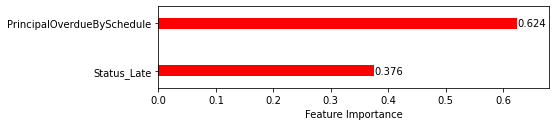 PrincipalOverdueBySchedule
0.624
Status_Late
0.376
0.0 0.1 0.2 0.3 0.4 0.5 0.6
Feature Importance